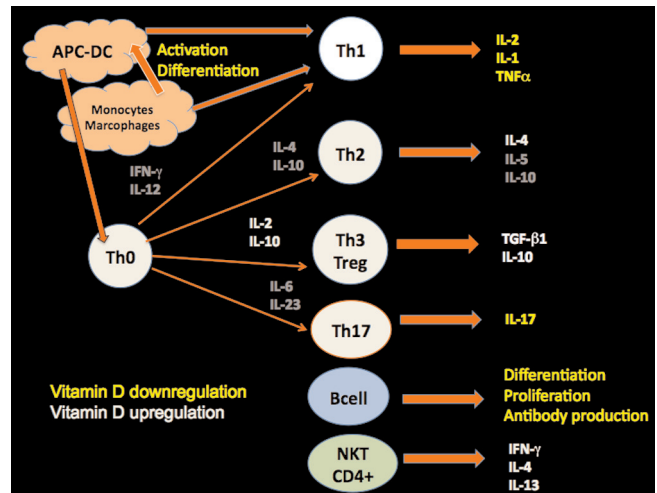 APC-DC
Activation
Differentiation
Monocytes
Marcophages
Th1
IL-2
IL-1
TNFα
IFN-γ
IL-12
IL-4
IL-10
Th2
IL-4
IL-5
IL-10
Th0
IL-2
IL-10
Th3
Treg
TGF-β1
IL-10
IL-6
IL-23
Th17
IL-17
Vitamin D downregulation
Vitamin D upregulation
Bcell
Differentiation
Proliferation
Antibody production
NKT
CD4+
IFN-γ
IL-4
IL-13